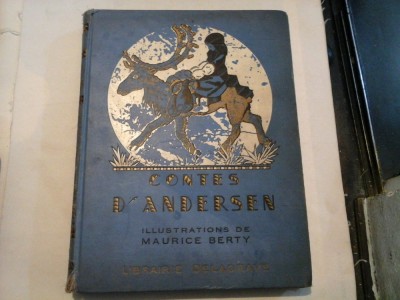 CONTES
D'ANDERSEN
ILLUSTRATIONS DE
MAURICE BERTY
LIBRAIRIE DELAGRAVE